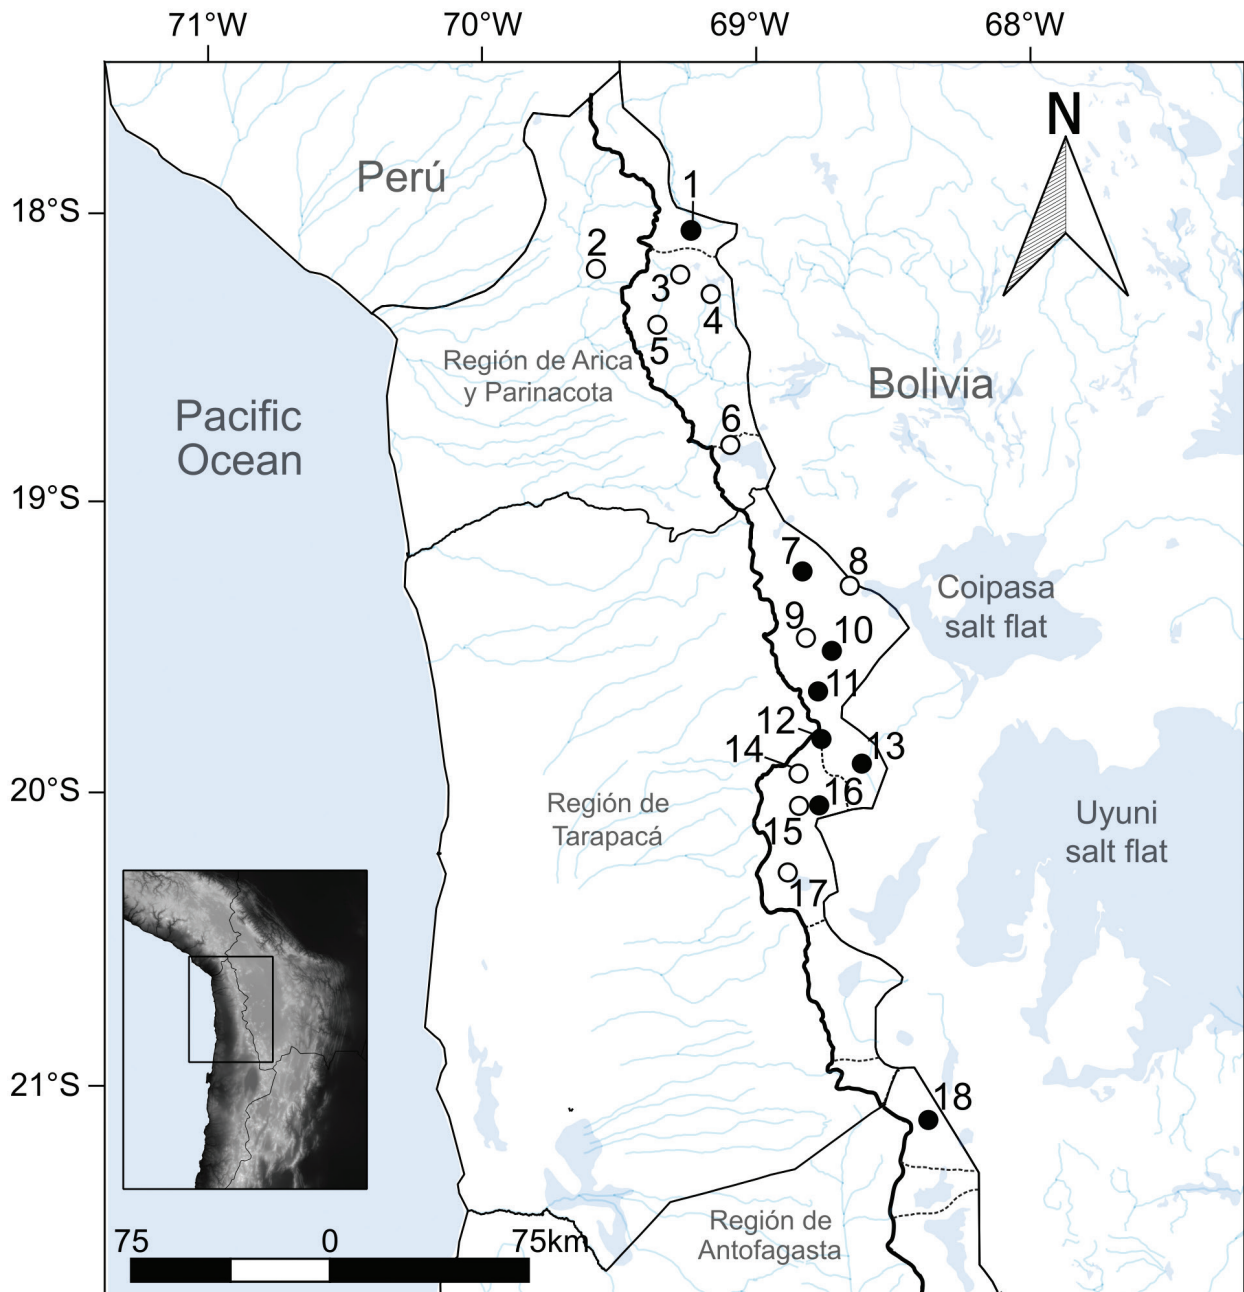 71°W 70°W 69°W 68°W
N
Perú
1
18°S
2
3
4
5
Región de Arica
y Parinacota
Bolivia
Pacific
Ocean
6
19°S
7
8
Coipasa
salt flat
9
10
11
12
13
14
20°S
16
Región de
Tarapacá
15
Uyuni
salt flat
17
21°S
18
Región de
Antofagasta
75 0 75km